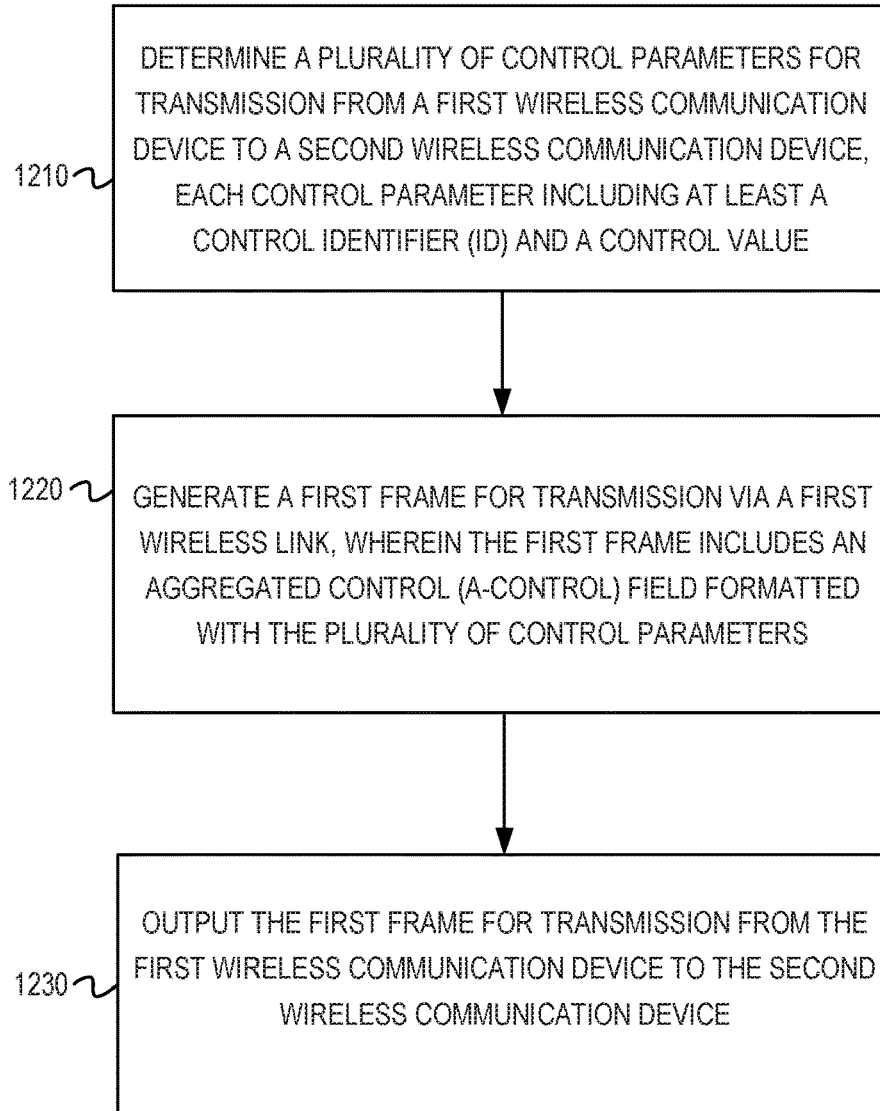 DETERMINE A PLURALITY OF CONTROL PARAMETERS FOR
TRANSMISSION FROM A FIRST WIRELESS COMMUNICATION
DEVICE TO A SECOND WIRELESS COMMUNICATION DEVICE,
EACH CONTROL PARAMETER INCLUDING AT LEAST A
CONTROL IDENTIFIER (ID) AND A CONTROL VALUE
1210
GENERATE A FIRST FRAME FOR TRANSMISSION VIA A FIRST
WIRELESS LINK, WHEREIN THE FIRST FRAME INCLUDES AN
AGGREGATED CONTROL (A-CONTROL) FIELD FORMATTED
WITH THE PLURALITY OF CONTROL PARAMETERS
1220
OUTPUT THE FIRST FRAME FOR TRANSMISSION FROM THE
FIRST WIRELESS COMMUNICATION DEVICE TO THE SECOND
WIRELESS COMMUNICATION DEVICE
1230